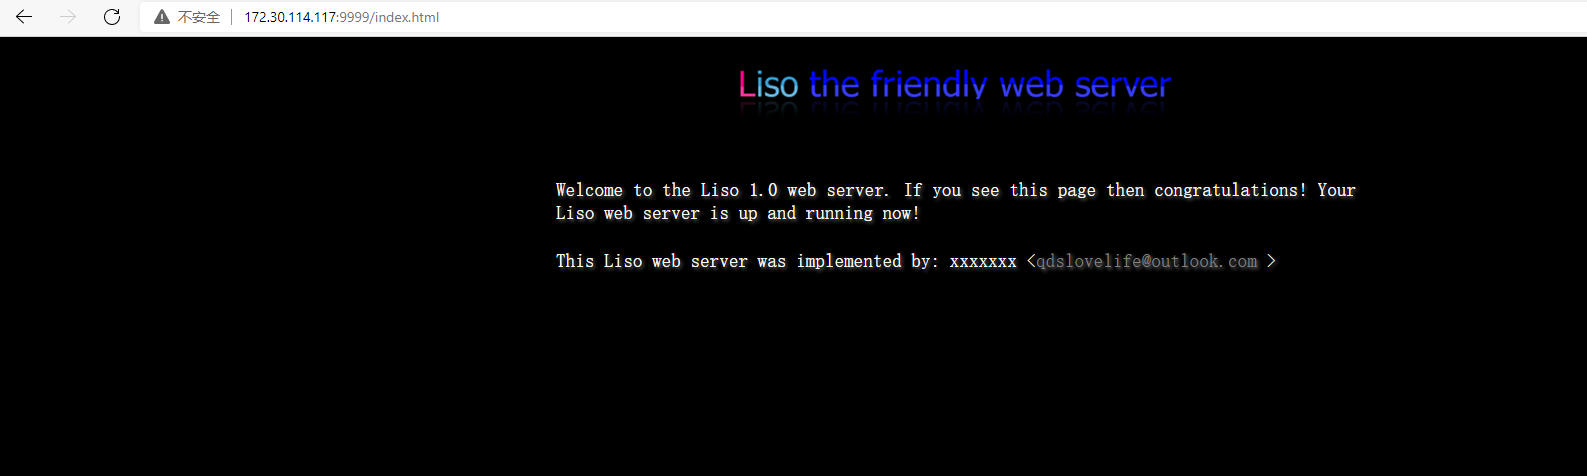 不安全 172.30.114.117:9999/index.html
Liso the friendly web server
Welcome to the Liso 1.0 web server. If you see this page then congratulations! Your
Liso web server is up and running now!
This Liso web server was implemented by: xxxxxxx <qdslovelife@outlook.com >